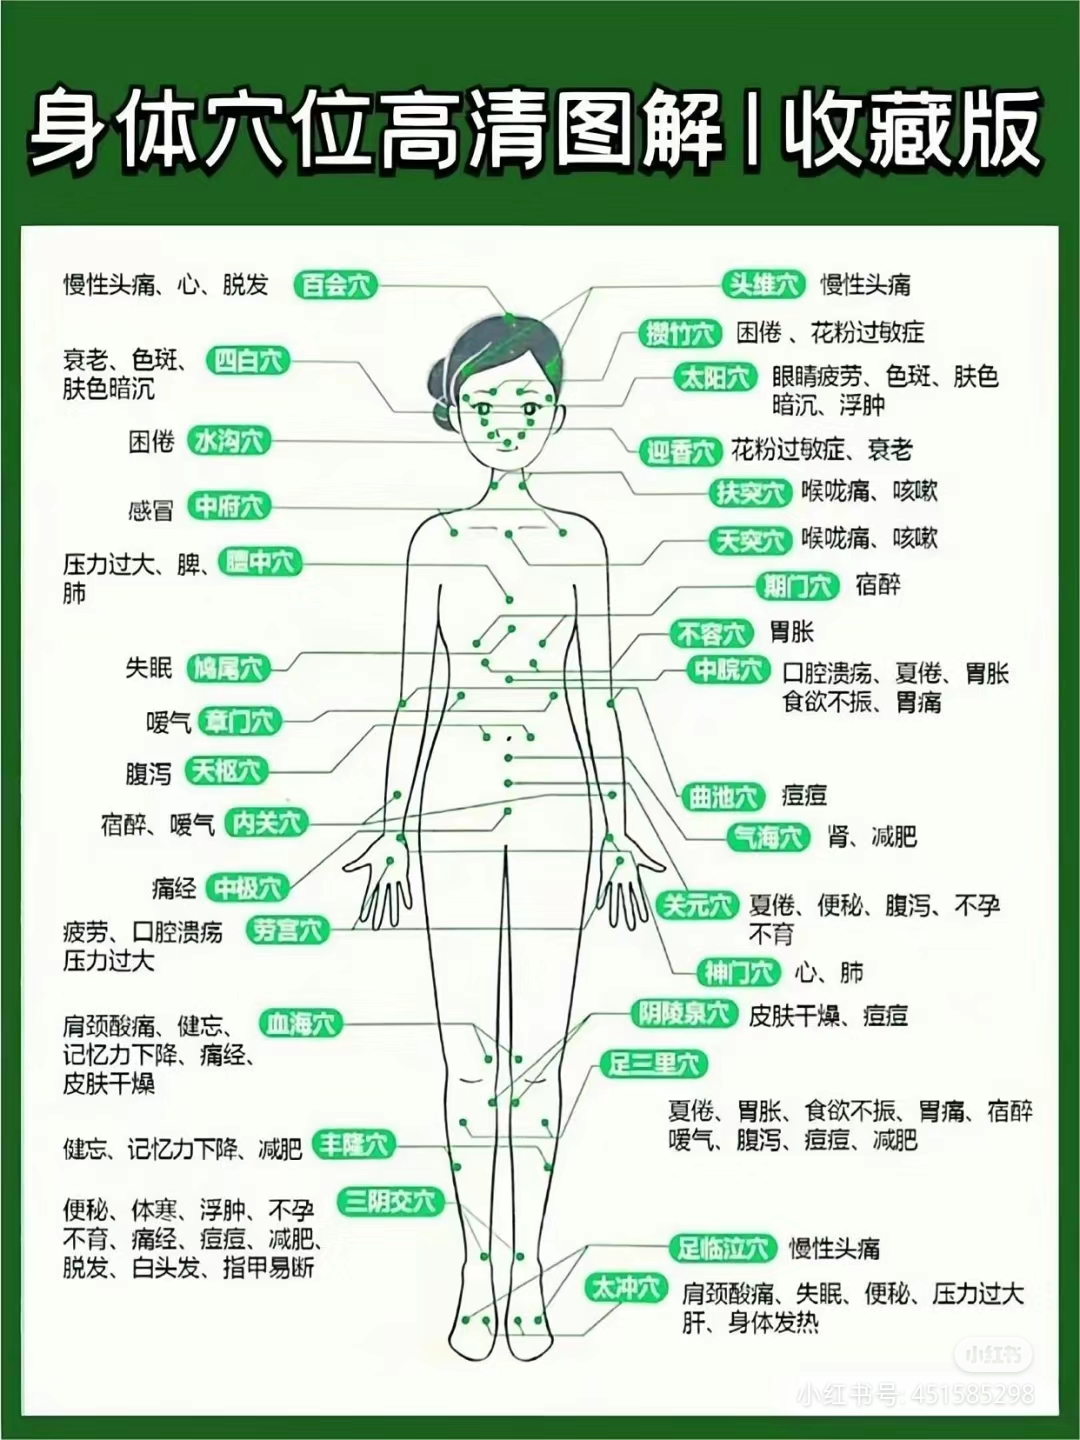 身体穴位高清图解|收藏版
慢性头痛、心、脱发
百会穴
头维穴
慢性头痛
攒竹穴
困倦、花粉过敏症
衰老、色斑、
肤色暗沉
四白穴
太阳穴
眼睛疲劳、色斑、肤色
暗沉、浮肿
困倦
水沟穴
迎香穴
花粉过敏症、衰老
感冒
中府穴
扶突穴
喉咙痛、咳嗽
天突穴
喉咙痛、咳嗽
压力过大、脾、
肺
膻中穴
期门穴
宿醉
不容穴
胃胀
失眠
鸠尾穴
中脘穴
口腔溃疡、夏倦、胃胀
食欲不振、胃痛
嗳气
章门穴
腹泻
天枢穴
曲池穴
痘痘
宿醉、嗳气
内关穴
气海穴
肾、减肥
痛经
中极穴
关元穴
夏倦、便秘、腹泻、不孕
不育
疲劳、口腔溃疡
压力过大
劳宫穴
神门穴
心、肺
肩颈酸痛、健忘、
记忆力下降、痛经、
皮肤干燥
血海穴
阴陵泉穴
皮肤干燥、痘痘
足三里穴
夏倦、胃胀、食欲不振、胃痛、宿醉
嗳气、腹泻、痘痘、减肥
健忘、记忆力下降、减肥
丰隆穴
便秘、体寒、浮肿、不孕
不育、痛经、痘痘、减肥、
脱发、白头发、指甲易断
三阴交穴
足临泣穴
慢性头痛
太冲穴
肩颈酸痛、失眠、便秘、压力过大
肝、身体发热
小红书
小红书号: 451585298